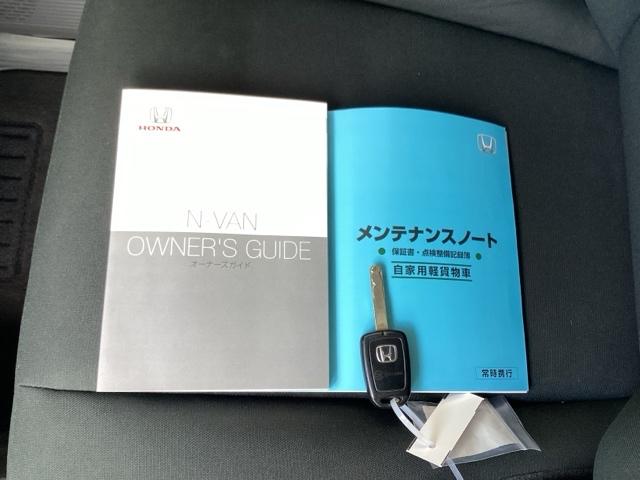 HONDA
N-VAN
OWNER'S GUIDE
オーナーズガイド
メンテナンスノート
保証書・点検整備記録簿
自家用軽貨物車
常時携行